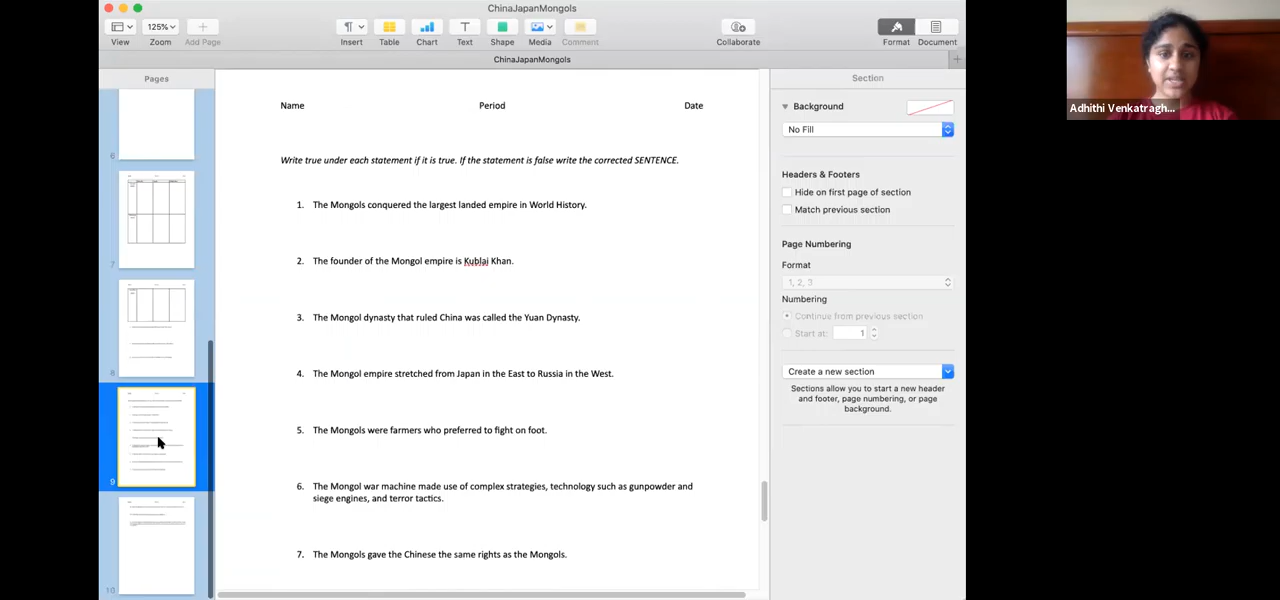 ChinaJapanMongols
125%
View
Zoom
Add Page
Insert
Table
Chart
Text
Shape
Media
Comment
Collaborate
Format
Document
ChinaJapanMongols
Pages
6
7
8
9
10
Name Period Date
Write true under each statement if it is true. If the statement is false write the corrected SENTENCE.
1. The Mongols conquered the largest landed empire in World History.
2. The founder of the Mongol empire is Kublai Khan.
3. The Mongol dynasty that ruled China was called the Yuan Dynasty.
4. The Mongol empire stretched from Japan in the East to Russia in the West.
5. The Mongols were farmers who preferred to fight on foot.
6. The Mongol war machine made use of complex strategies, technology such as gunpowder and
siege engines, and terror tactics.
7. The Mongols gave the Chinese the same rights as the Mongols.
Section
Background
No Fill
Headers & Footers
Hide on first page of section
Match previous section
Page Numbering
Format
1, 2, 3
Numbering
Continue from previous section
Start at: 1
Create a new section
Sections allow you to start a new header
and footer, page numbering, or page
background.
Adhithi Venkatragh...